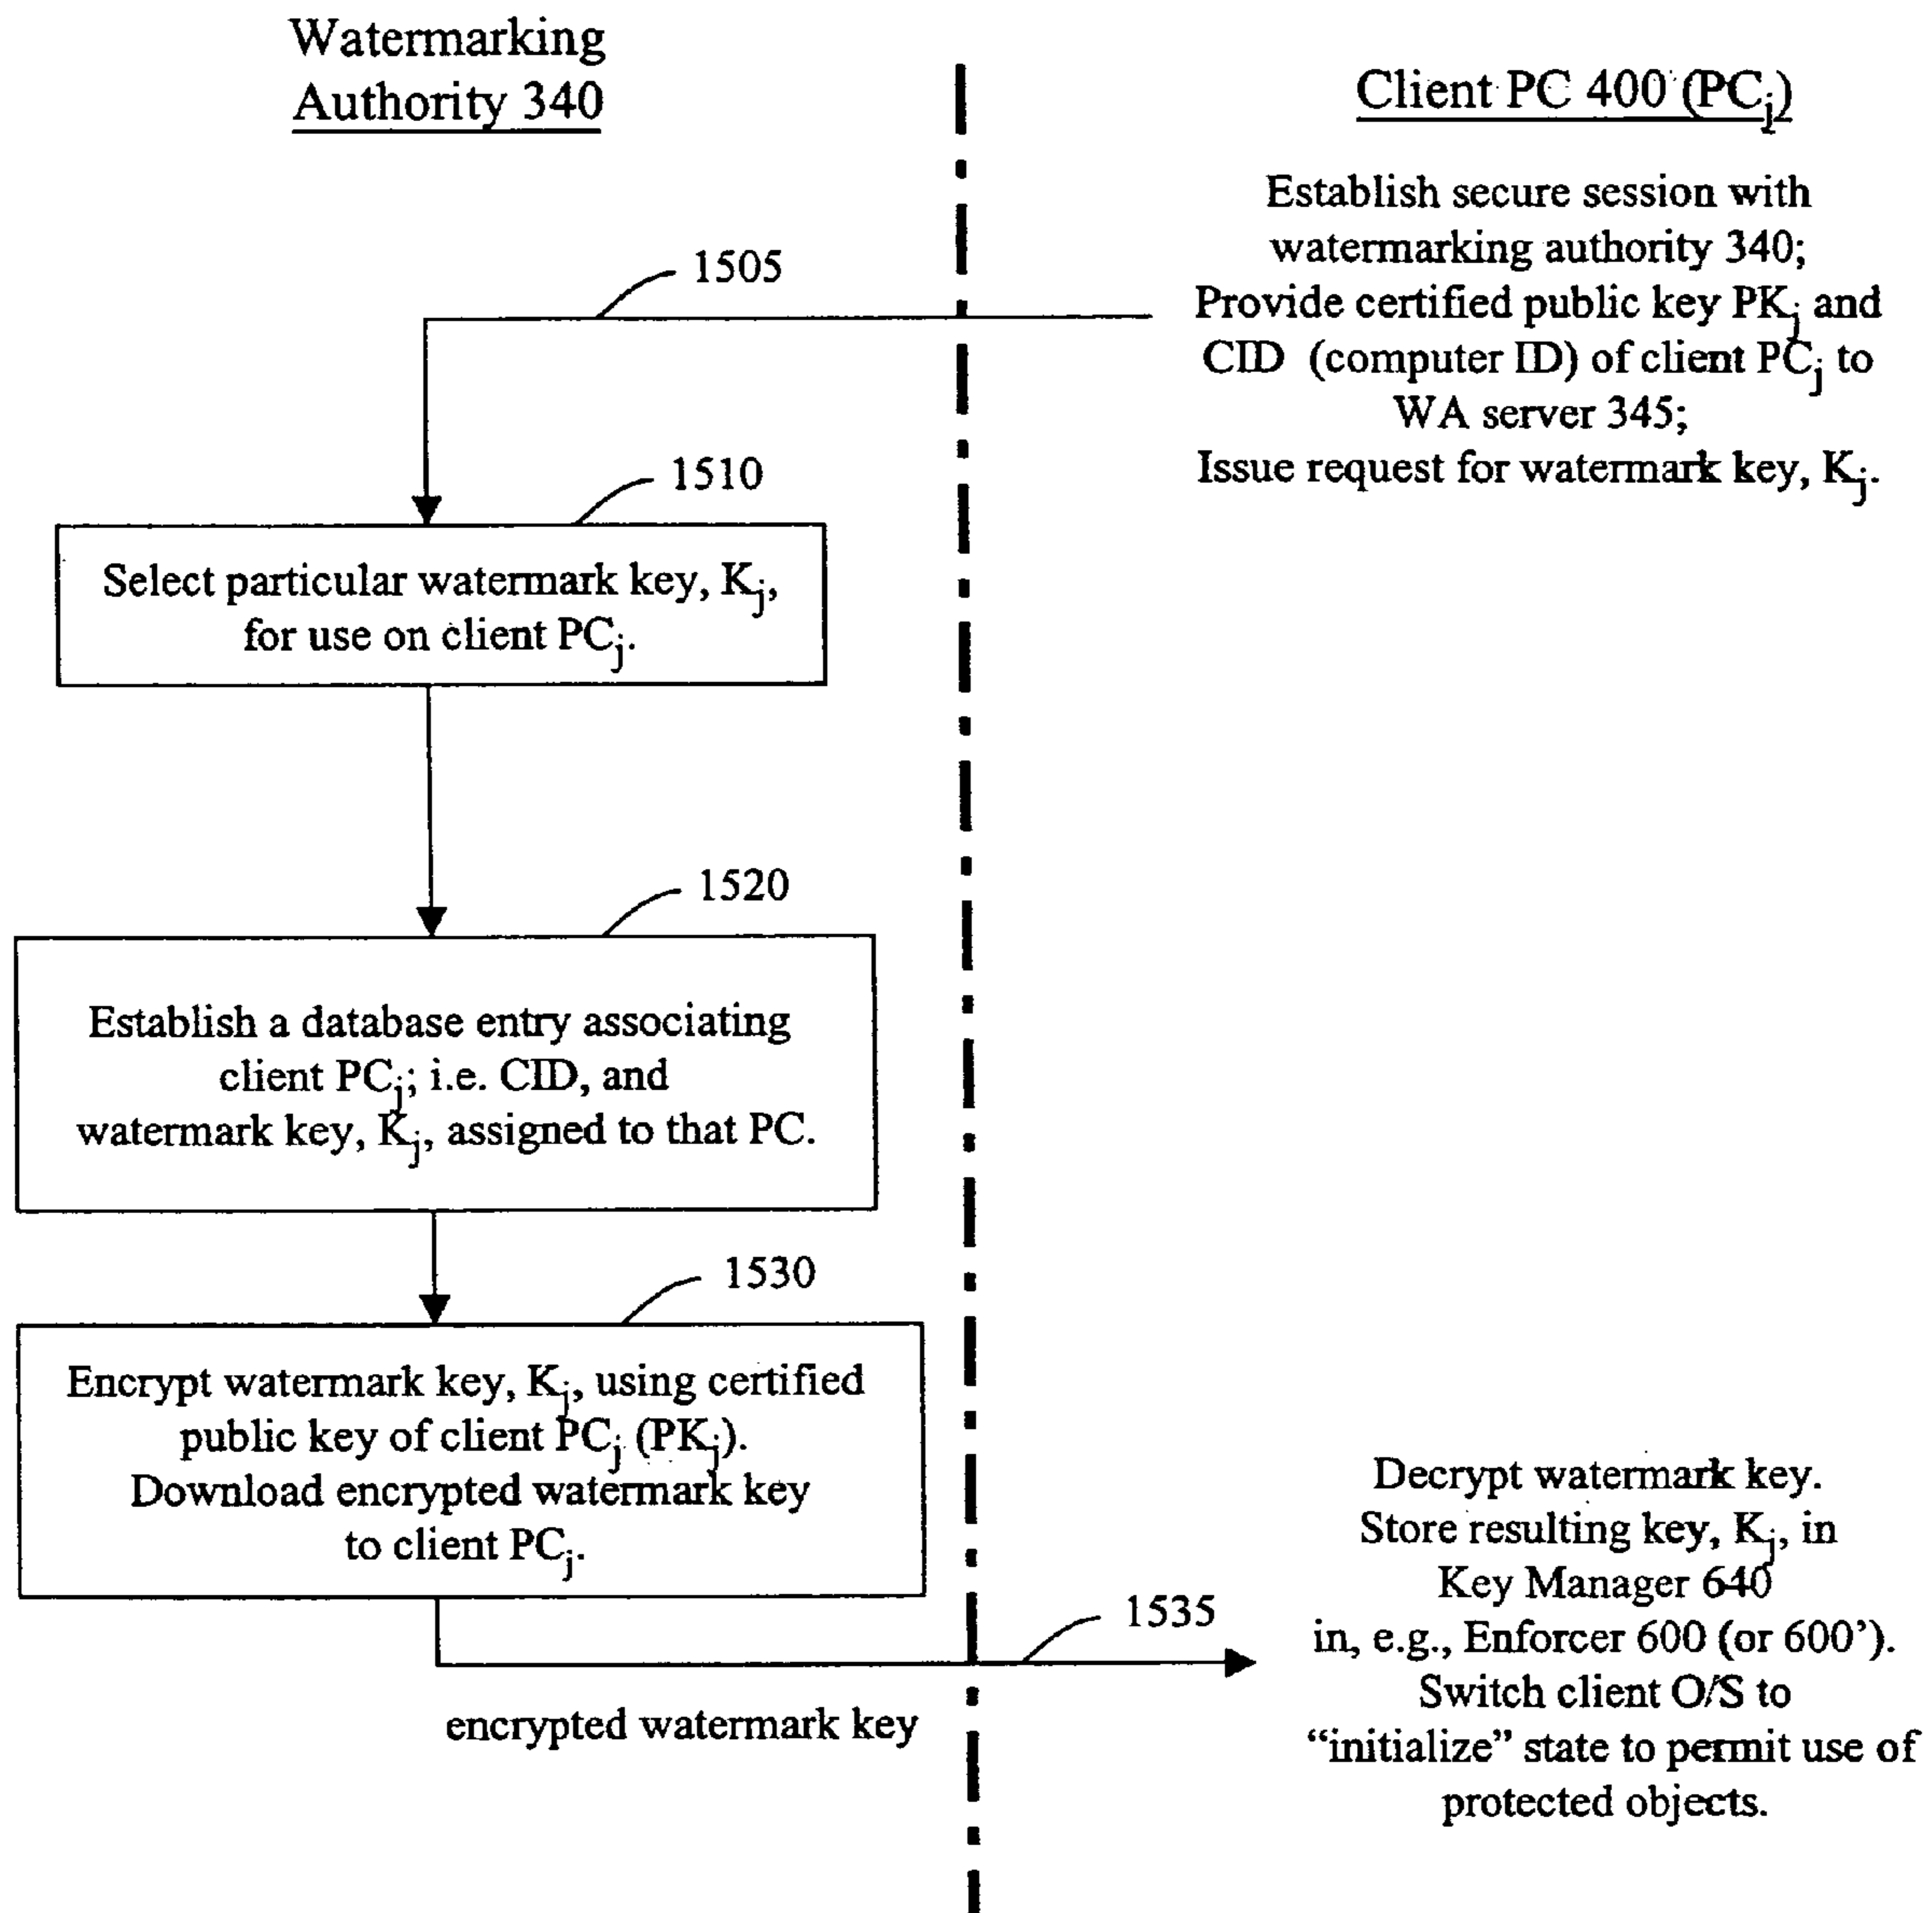 Watermarking
Authority 340
Client PC 400 (PCj)
Establish secure session with
watermarking authority 340;
Provide certified public key PKj and
CID (computer ID) of client PCj to
WA server 345;
Issue request for watermark key, Kj.
1505
1510
Select particular watermark key, Kj,
for use on client PCj.
1520
Establish a database entry associating
client PCj; i.e. CID, and
watermark key, Kj, assigned to that PC.
1530
Encrypt watermark key, Kj, using certified
public key of client PCj (PKj).
Download encrypted watermark key
to client PCj.
1535
encrypted watermark key
Decrypt watermark key.
Store resulting key, Kj, in
Key Manager 640
in, e.g., Enforcer 600 (or 600’).
Switch client O/S to
“initialize” state to permit use of
protected objects.